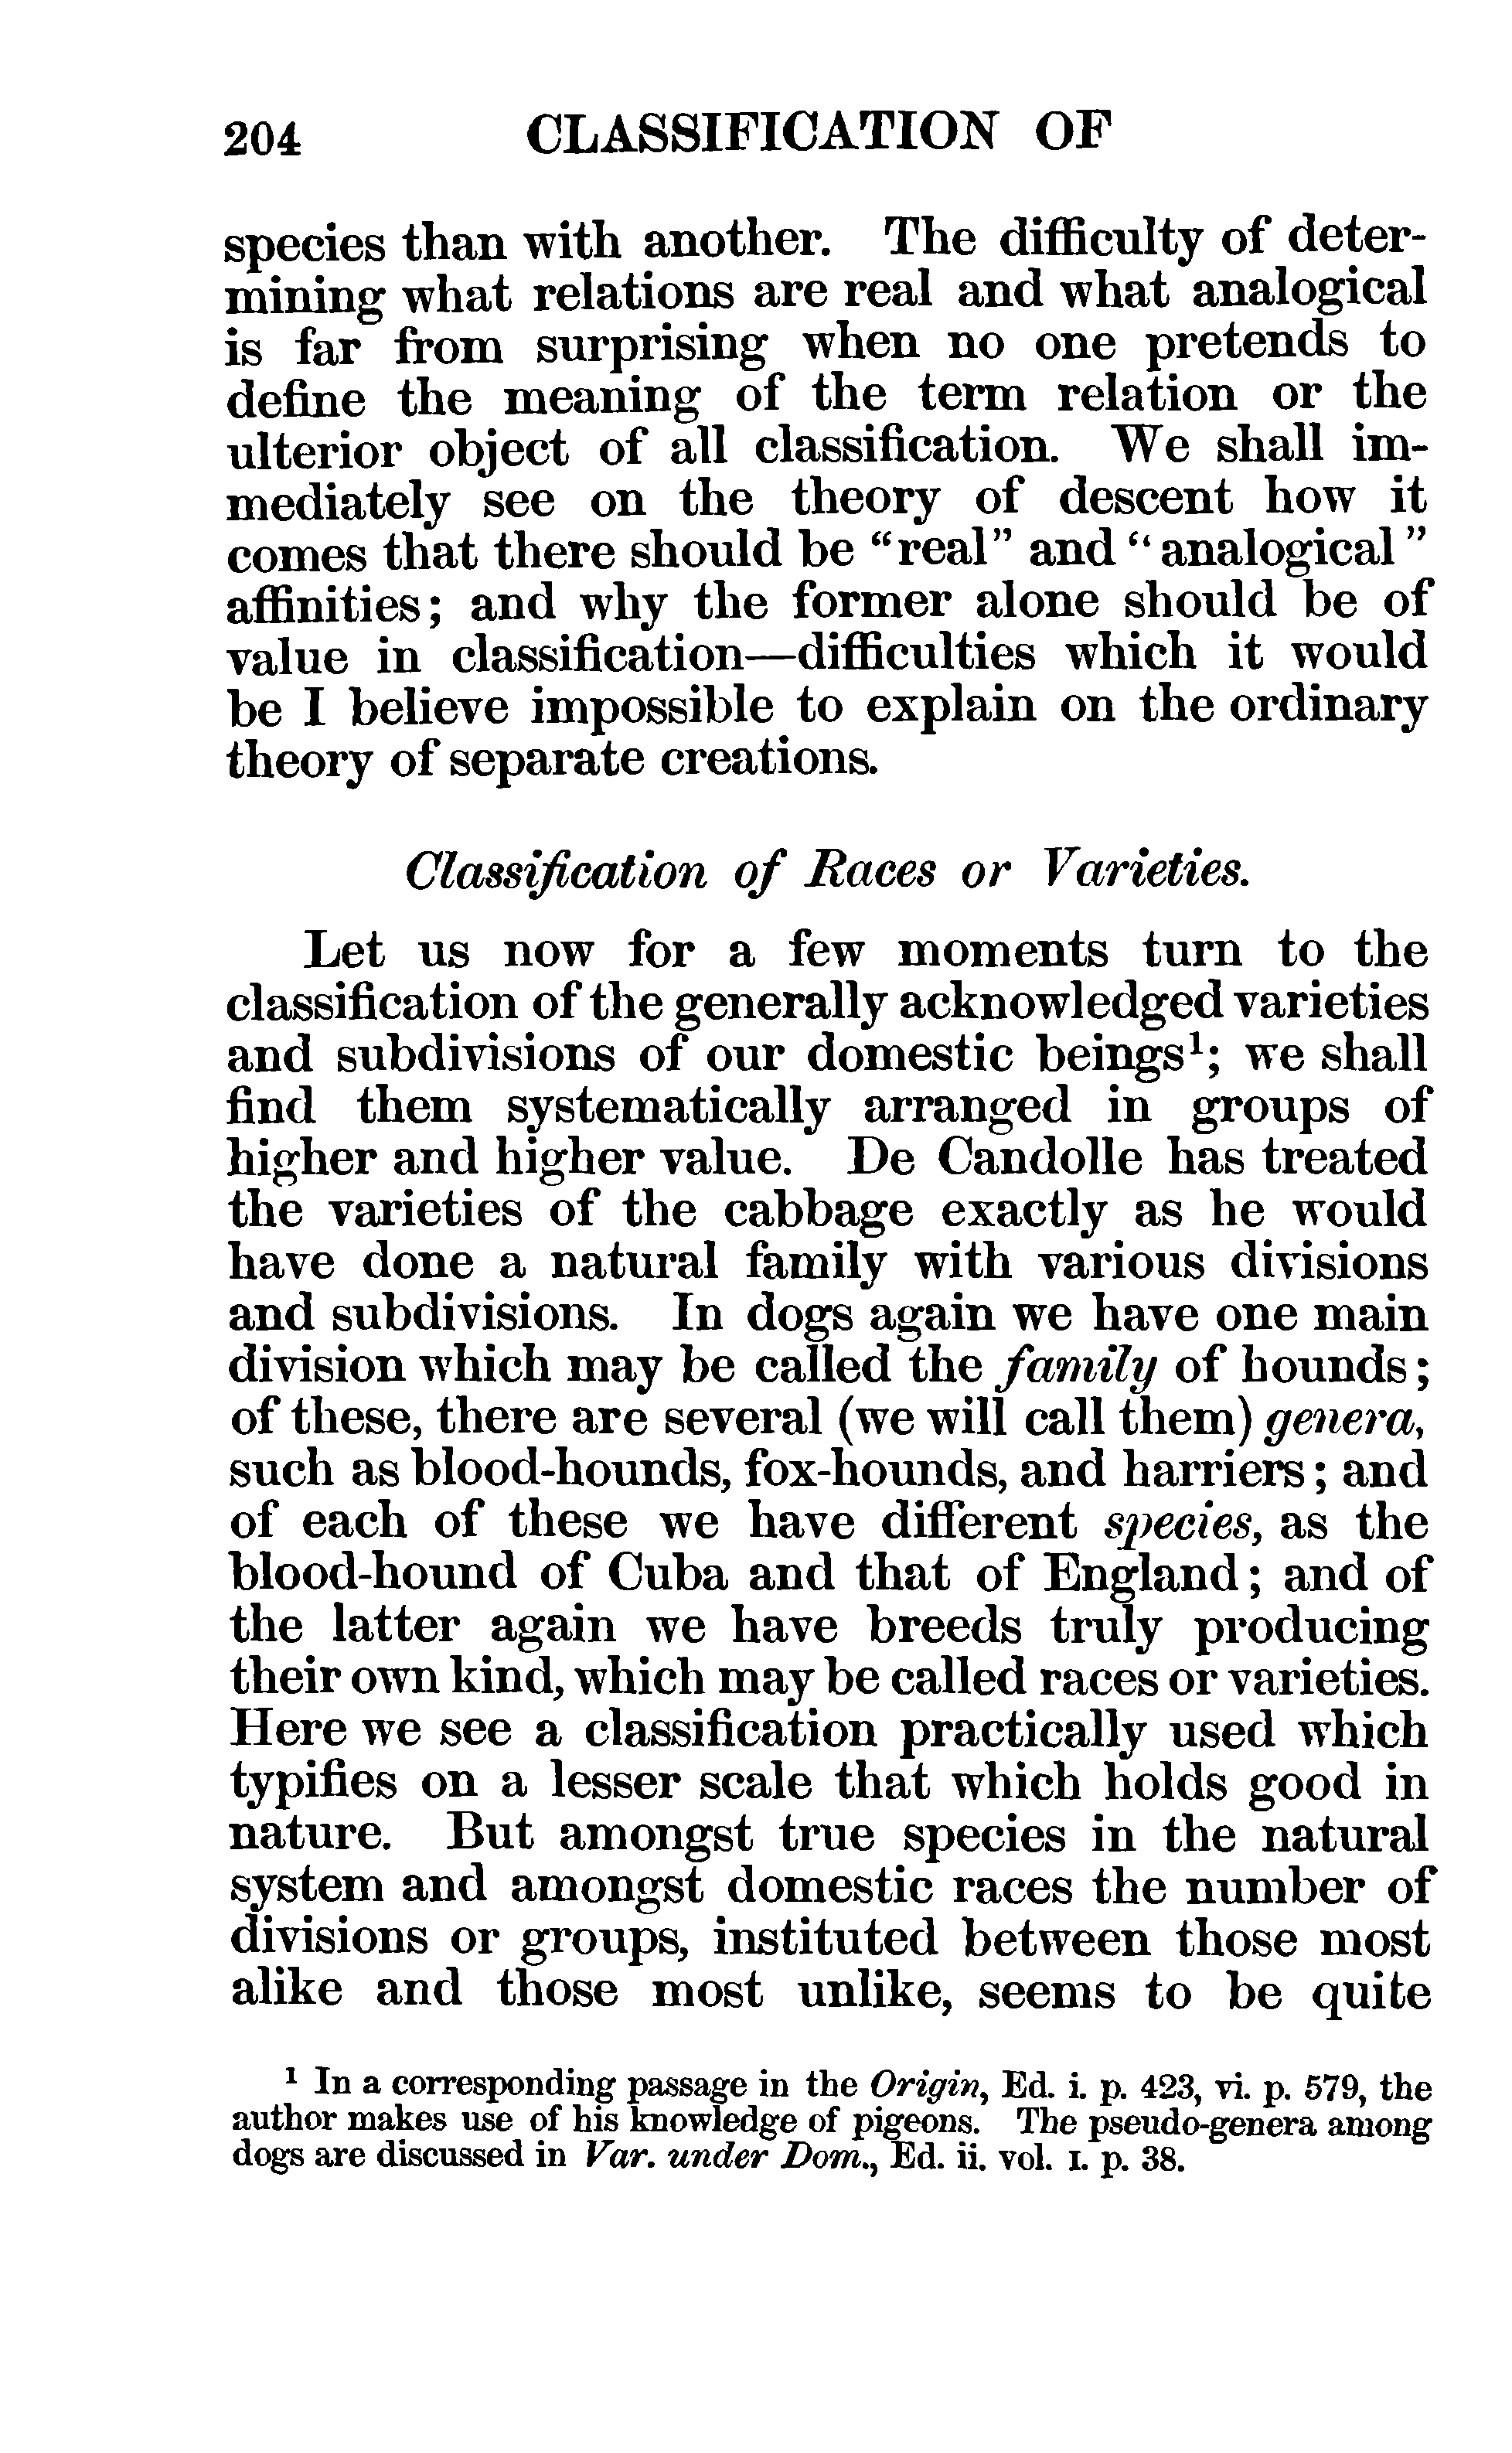 204 CLASSIFICATION OF
species than with another. The difficulty of deter-
mining what relations are real and what analogical
is far from surprising when no one pretends to
define the meaning of the term relation or the
ulterior object of all classification. We shall im-
mediately see on the theory of descent how it
comes that there should be “real” and “analogical”
affinities; and why the former alone should be of
value in classification—difficulties which it would
be I believe impossible to explain on the ordinary
theory of separate creations.
Classification of Races or Varieties.
Let us now for a few moments turn to the
classification of the generally acknowledged varieties
and subdivisions of our domestic beings¹; we shall
find them systematically arranged in groups of
higher and higher value. De Candolle has treated
the varieties of the cabbage exactly as he would
have done a natural family with various divisions
and subdivisions. In dogs again we have one main
division which may be called the family of hounds;
of these, there are several (we will call them) genera,
such as blood-hounds, fox-hounds, and harriers; and
of each of these we have different species, as the
blood-hound of Cuba and that of England; and of
the latter again we have breeds truly producing
their own kind, which may be called races or varieties.
Here we see a classification practically used which
typifies on a lesser scale that which holds good in
nature. But amongst true species in the natural
system and amongst domestic races the number of
divisions or groups, instituted between those most
alike and those most unlike, seems to be quite
¹ In a corresponding passage in the Origin, Ed. i. p. 423, vi. p. 579, the
author makes use of his knowledge of pigeons. The pseudo-genera among
dogs are discussed in Var. under Dom., Ed. ii. vol. I. p. 38.